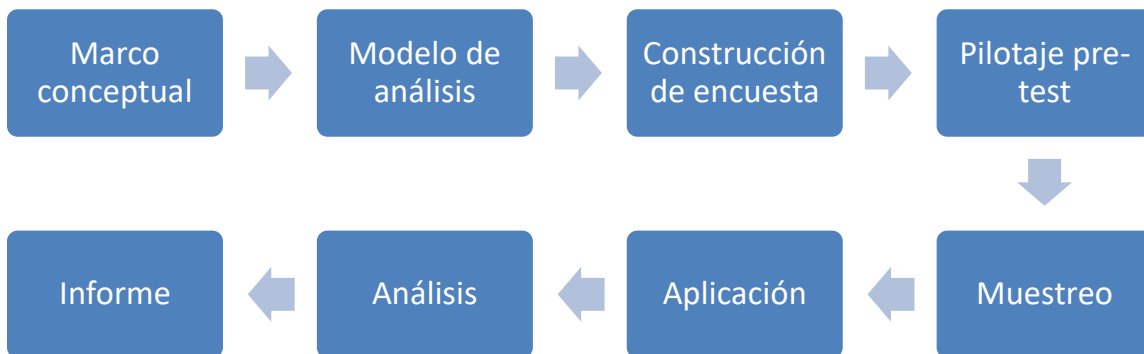 Marco
conceptual
Modelo de
análisis
Construcción
de encuesta
Pilotaje pre-
test
Muestreo
Aplicación
Análisis
Informe